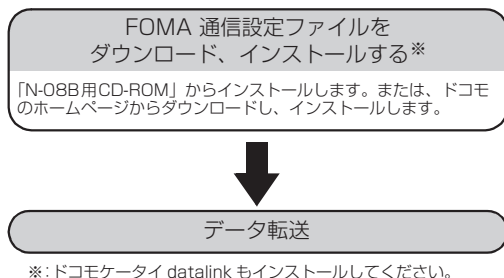 FOMA 通信設定ファイルを
ダウンロード、インストールする※
「N-08B用CD-ROM」からインストールします。または、ドコモ
のホームページからダウンロードし、インストールします。
データ転送
※:ドコモケータイ datalink もインストールしてください。